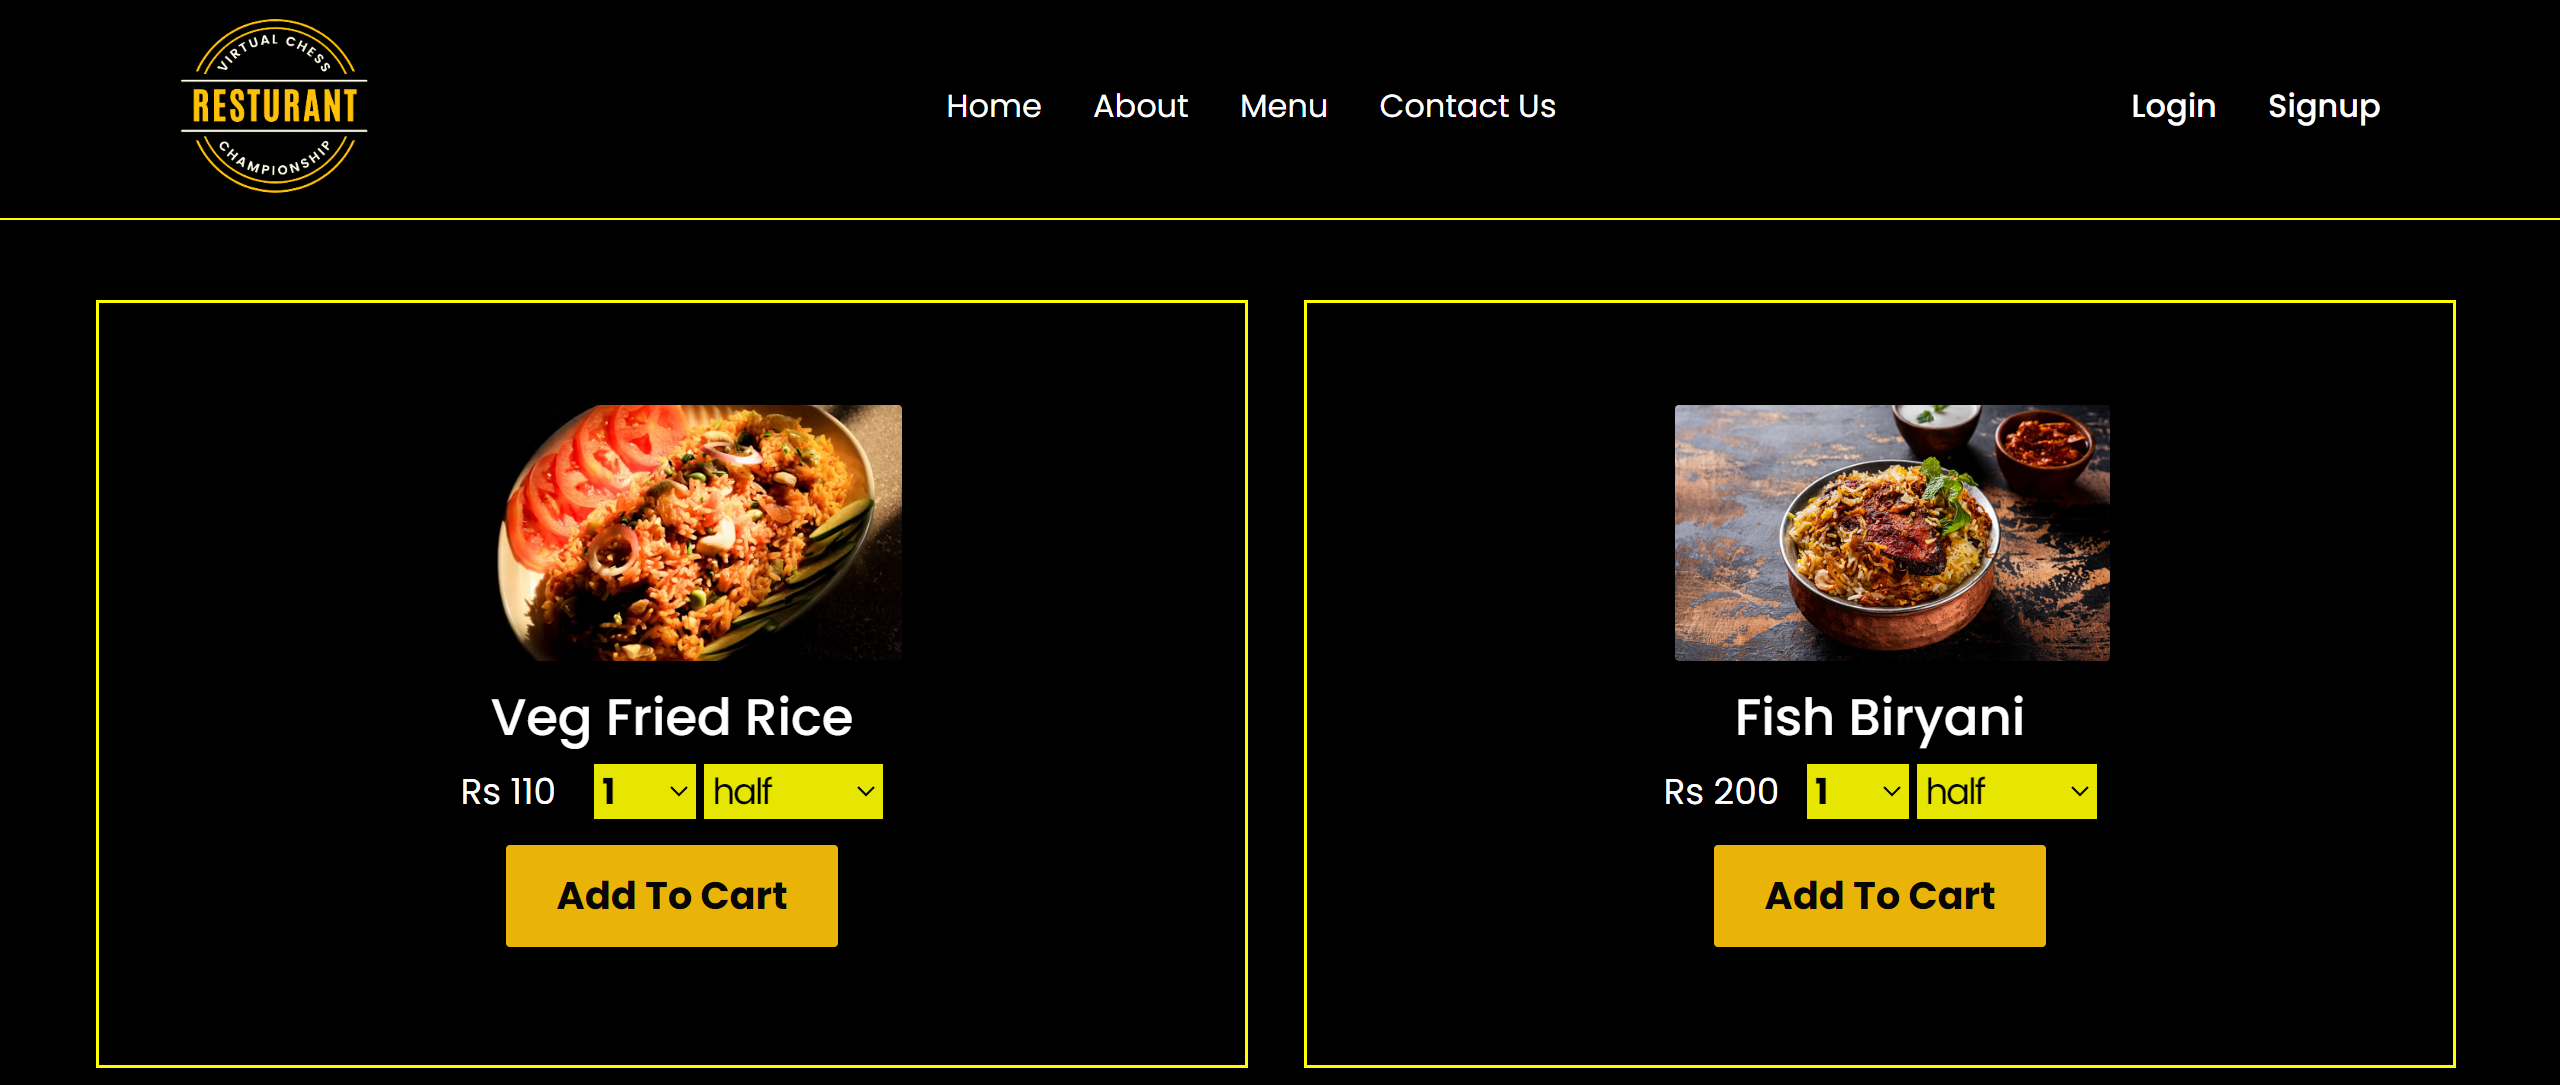 VIRTUAL CHESS
RESTURANT
CHAMPIONSHIP
Home About Menu Contact Us
Login Signup
Veg Fried Rice
Rs 110 1 half
Add To Cart
Fish Biryani
Rs 200 1 half
Add To Cart